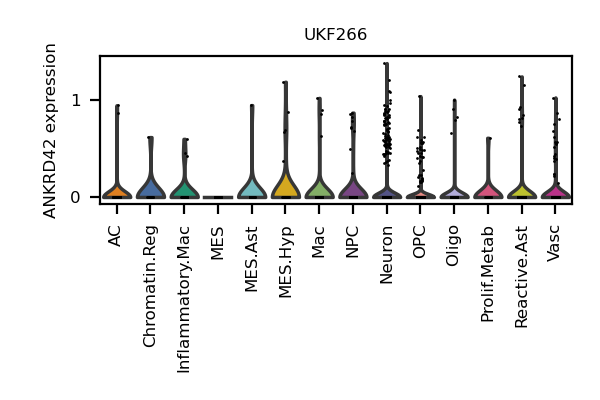 UKF266
ANKRD42 expression
1
0
AC
Chromatin.Reg
Inflammatory.Mac
MES
MES.Ast
MES.Hyp
Mac
NPC
Neuron
OPC
Oligo
Prolif.Metab
Reactive.Ast
Vasc